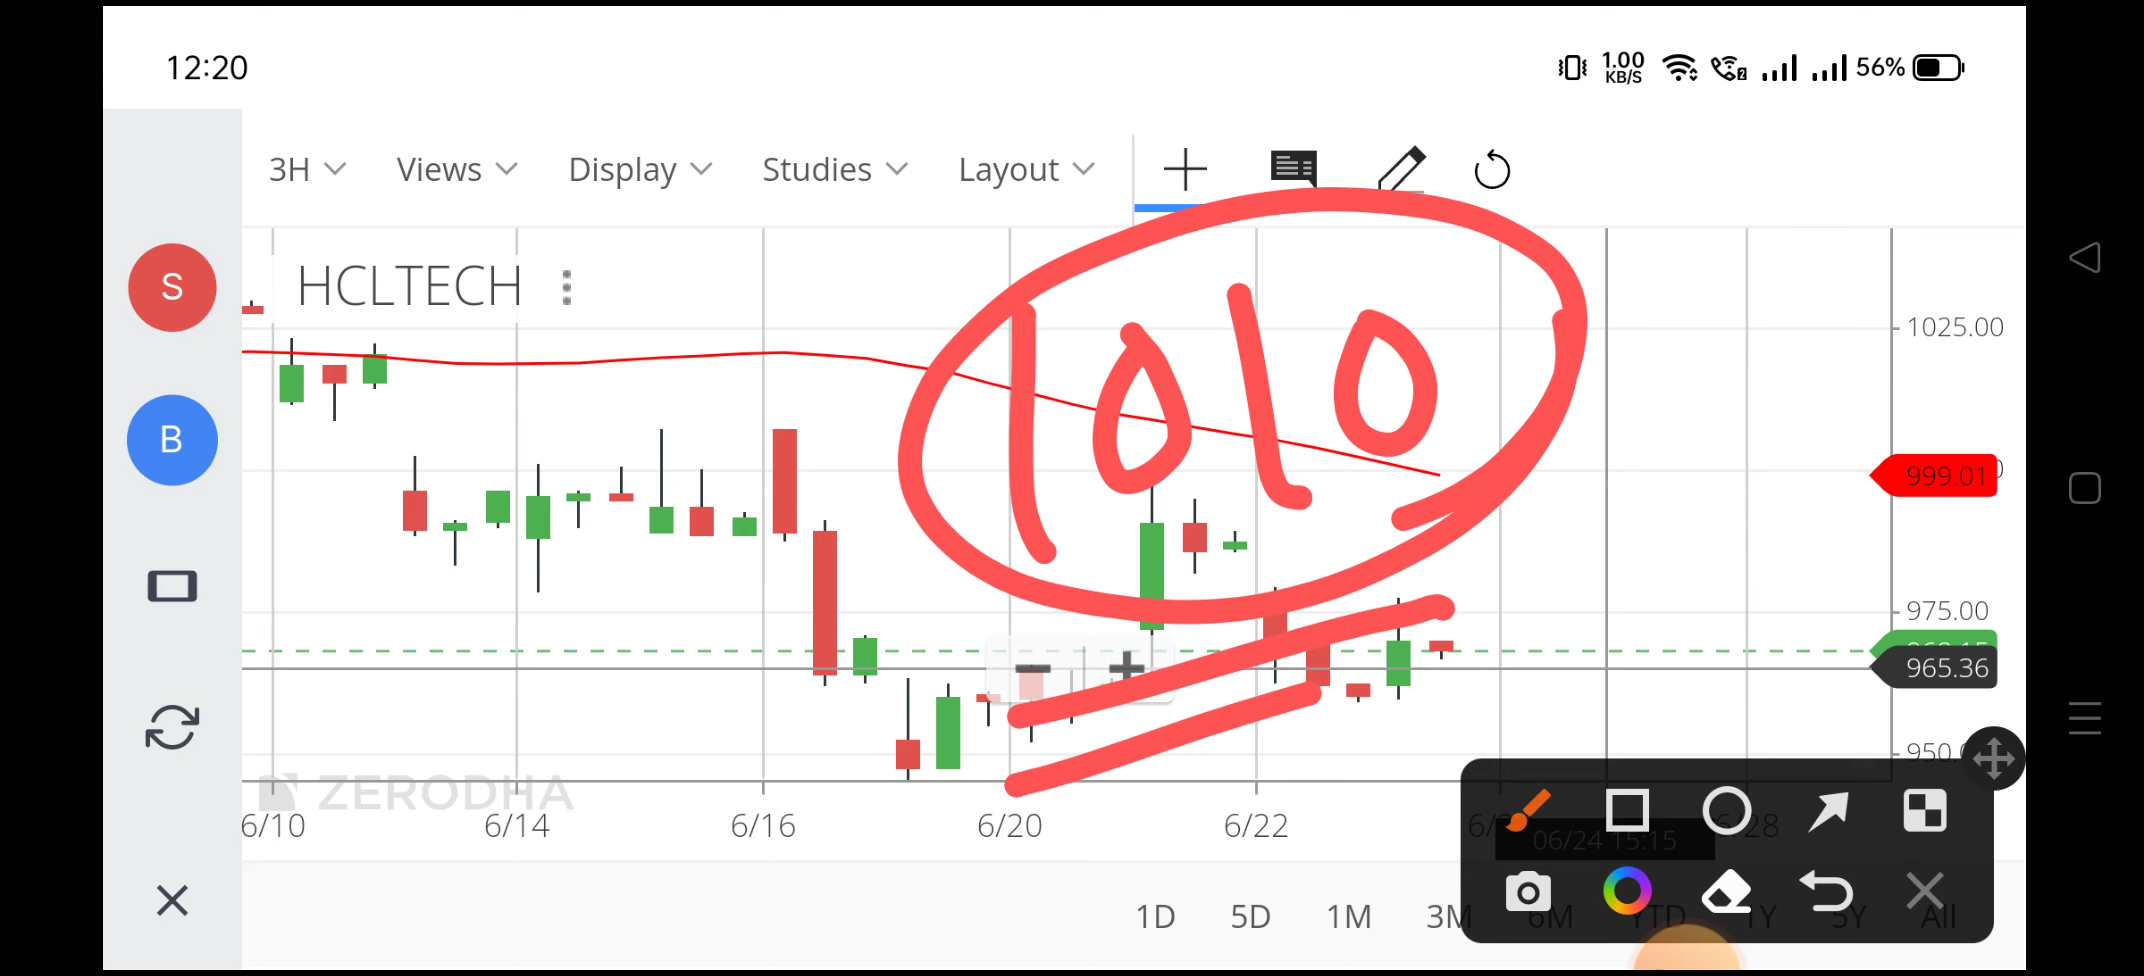 12:20 1.00 KB/S 56%
3H Views Display Studies Layout
S HCLTECH
B
1010
1025.00
999.01
975.00
965.36
950.
ZERODHA
6/10 6/14 6/16 6/20 6/22
06/24 15:15
1D 5D 1M 3M 6M YTD 1Y 5Y All